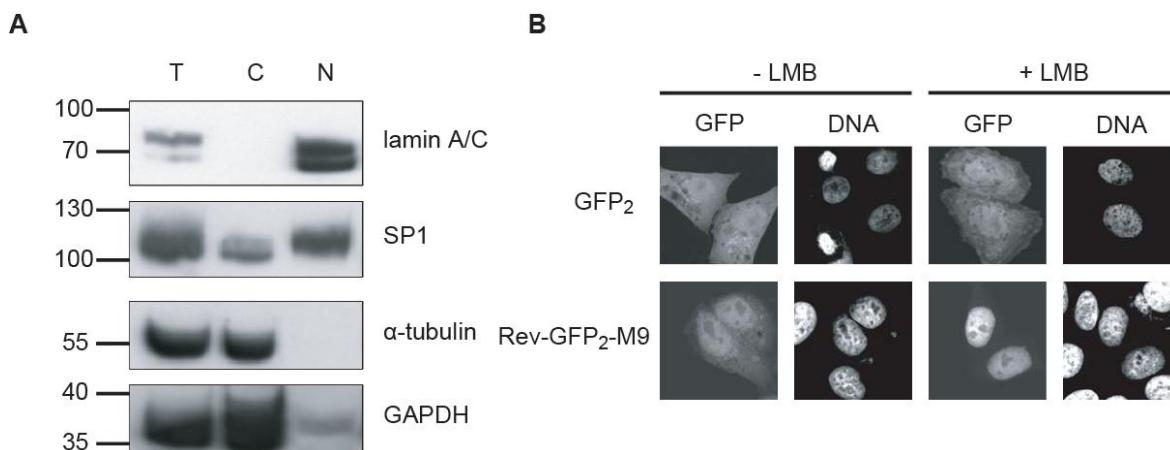 A
T C N
100
70
lamin A/C
130
100
SP1
55
α-tubulin
40
35
GAPDH
B
- LMB + LMB
GFP DNA GFP DNA
GFP2
Rev-GFP2-M9